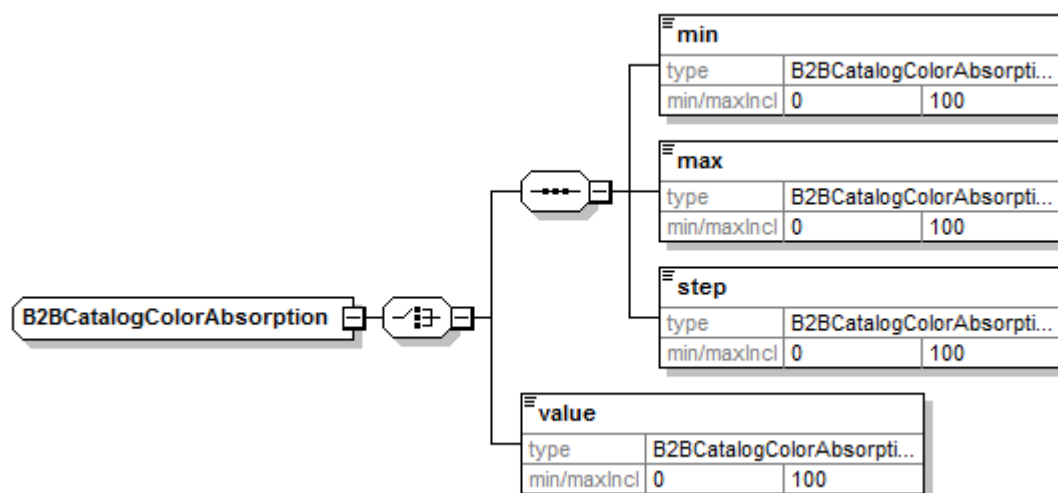 min
type B2BCatalogColorAbsorpti...
min/maxIncl 0 100
max
type B2BCatalogColorAbsorpti...
min/maxIncl 0 100
step
type B2BCatalogColorAbsorpti...
min/maxIncl 0 100
B2BCatalogColorAbsorption
value
type B2BCatalogColorAbsorpti...
min/maxIncl 0 100